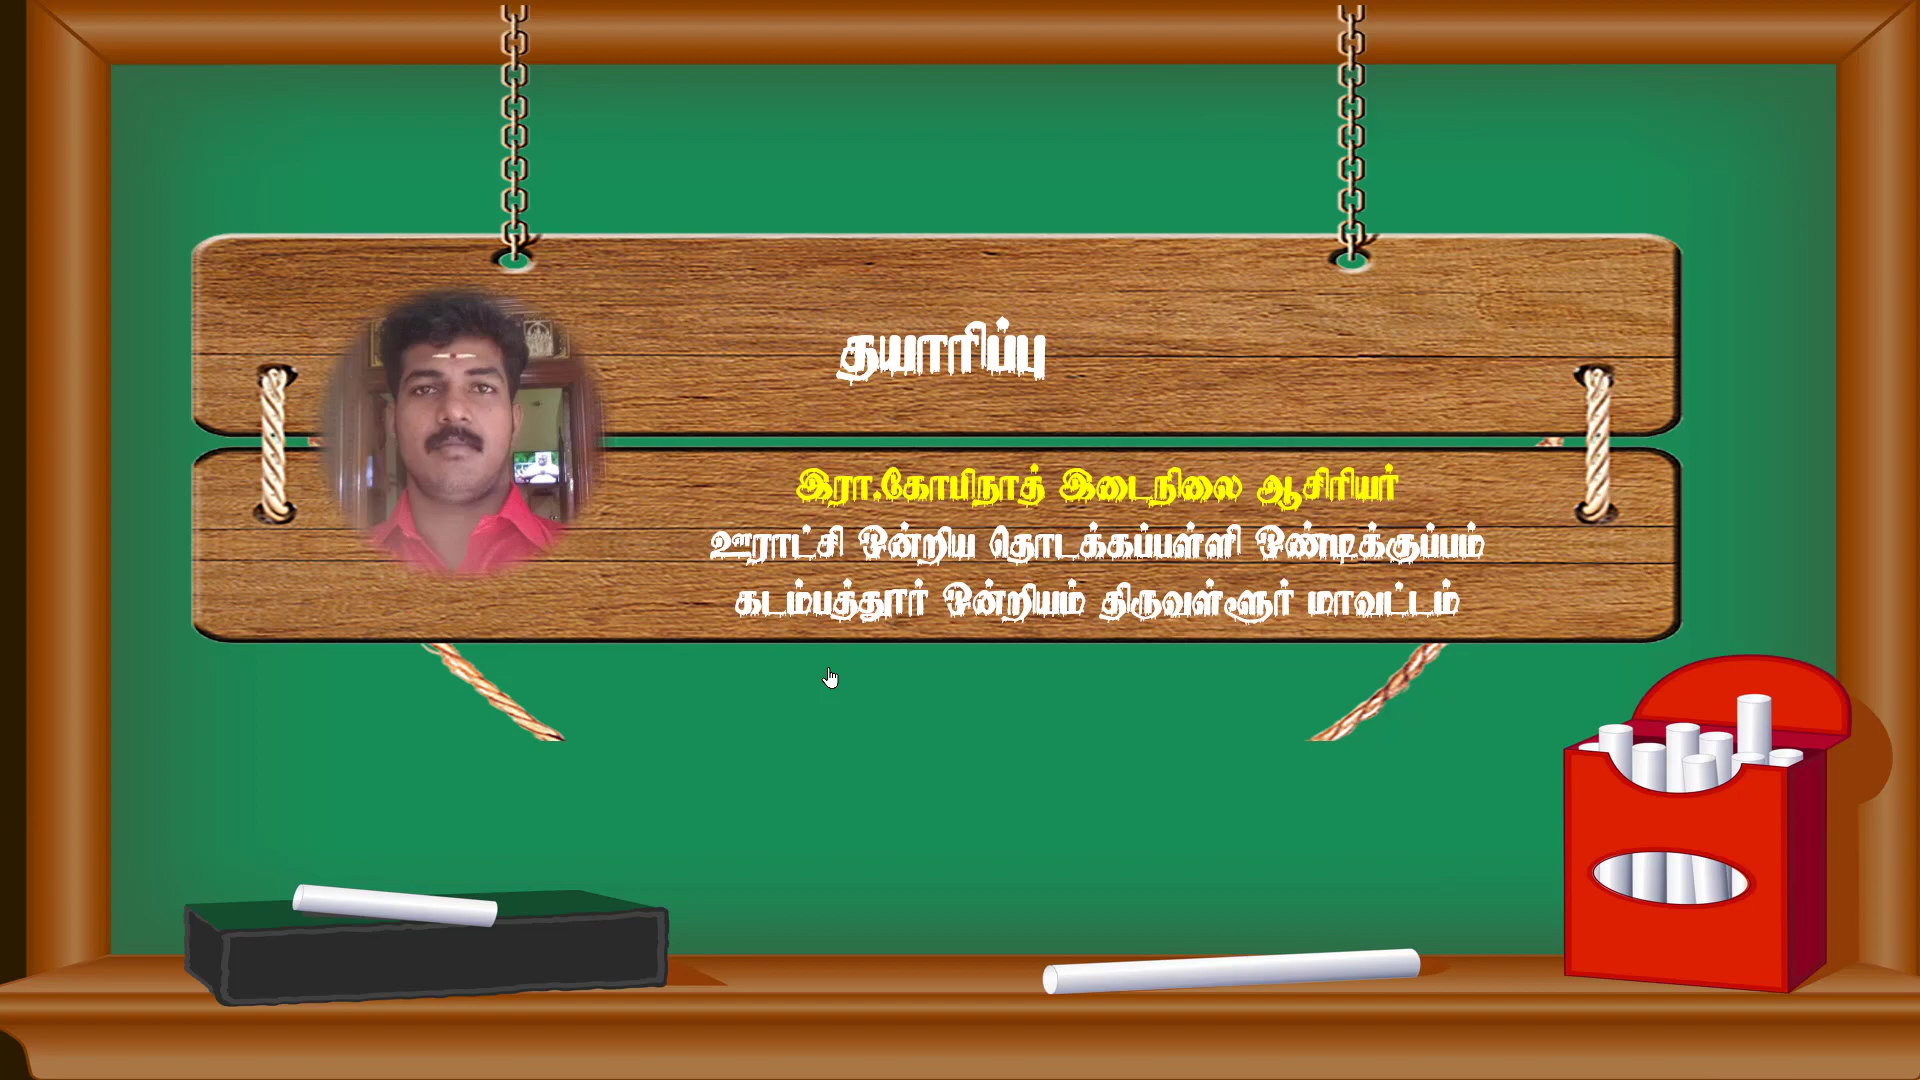 தயாரிப்பு
இரா.கோபிநாத் இடைநிலை ஆசிரியர்
ஊராட்சி ஒன்றிய தொடக்கப்பள்ளி ஒண்டிக்குப்பம்
கடம்பத்தூர் ஒன்றியம் திருவள்ளூர் மாவட்டம்